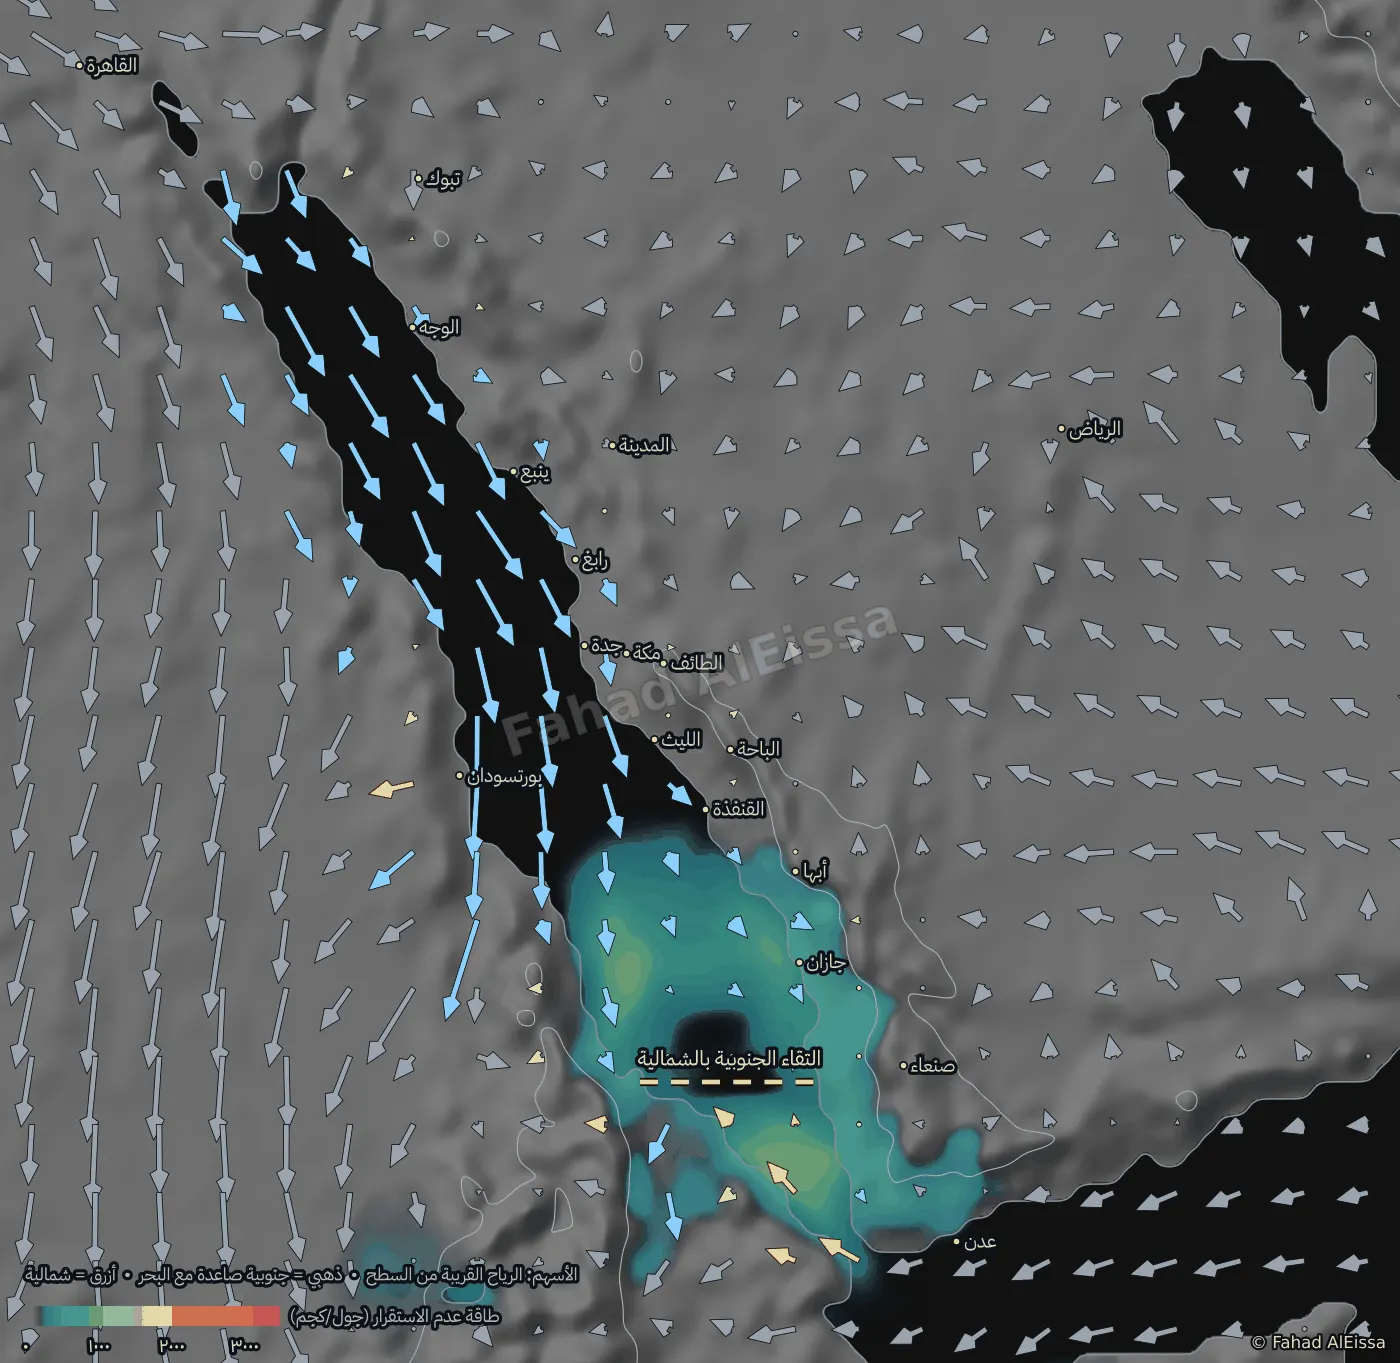 القاهرة
تبوك
الوجه
الرياض
المدينة
ينبع
رابغ
جدة
مكة
الطائف
Fahad AlEissa
الليث
الباحة
بورتسودان
القنفذة
أبها
جازان
التقاء الجنوبية بالشمالية
صنعاء
عدن
الأسهم: الرياح القريبة من السطح • ذهبي = جنوبية صاعدة مع البحر • أزرق = شمالية
طاقة عدم الاستقرار (جول/كجم)
٠ ١٠٠٠ ٢٠٠٠ ٣٠٠٠
© Fahad AlEissa